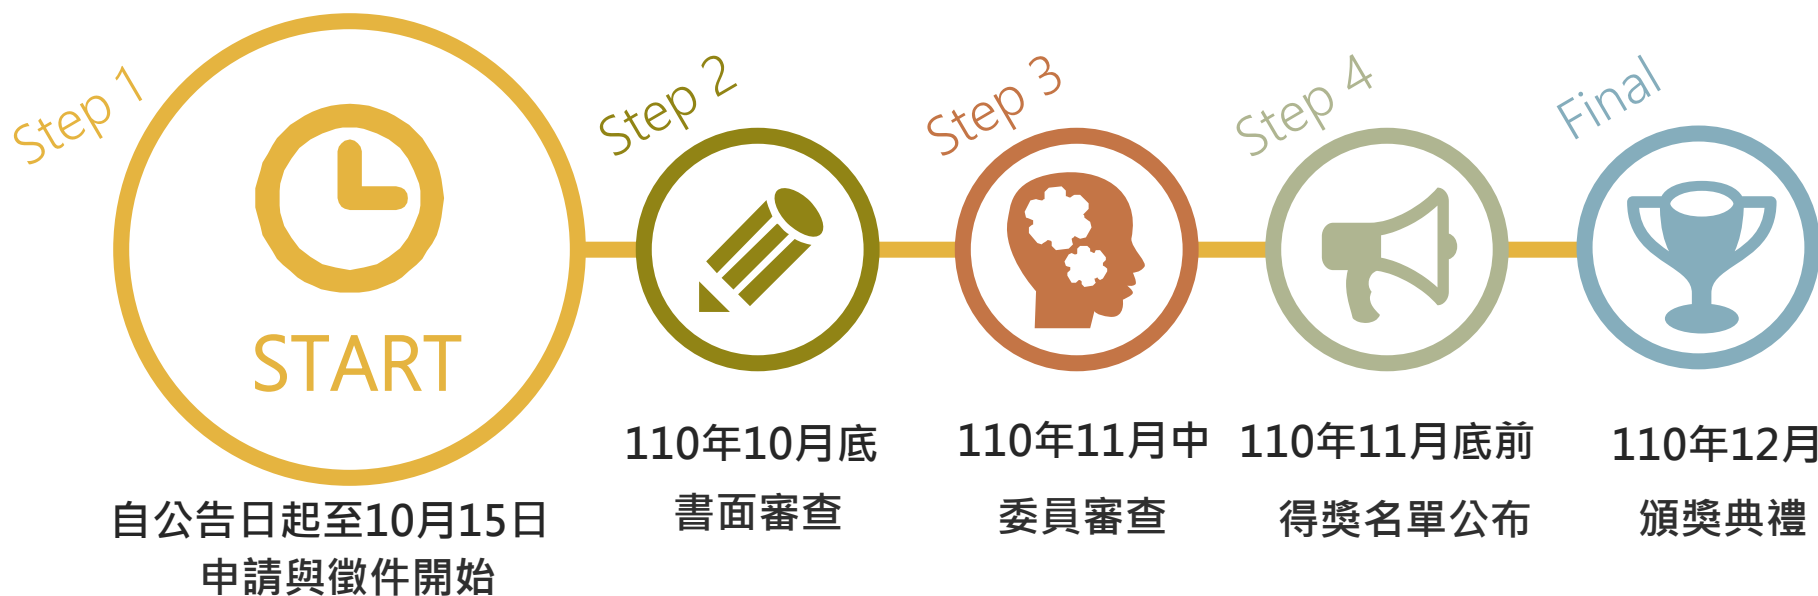 Step 1
START
自公告日起至10月15日
申請與徵件開始
Step 2
110年10月底
書面審查
Step 3
110年11月中
委員審查
Step 4
110年11月底前
得獎名單公布
Final
110年12月
頒獎典禮